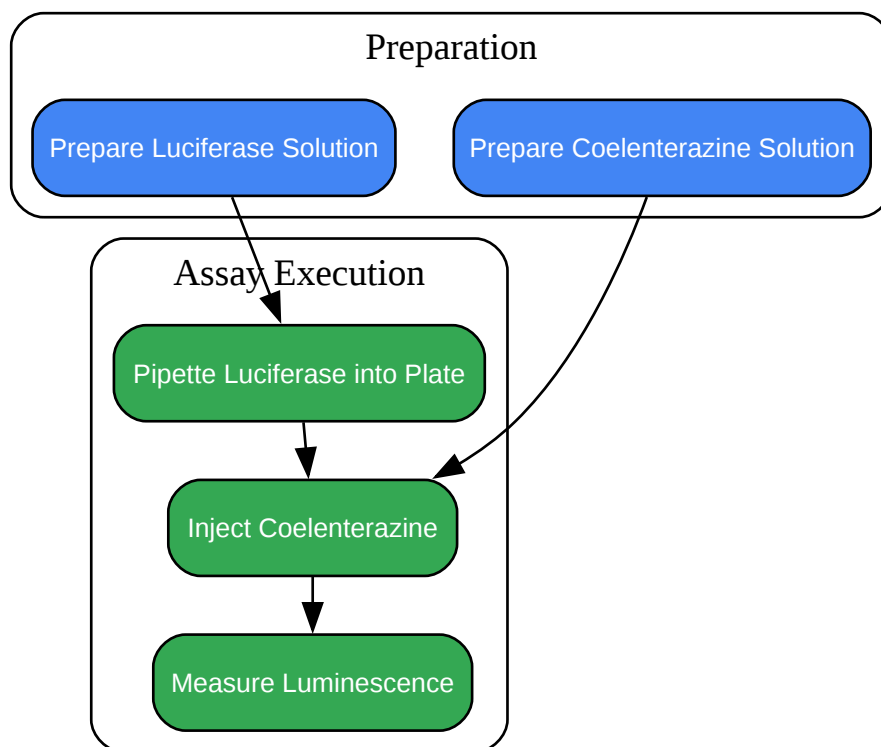 Preparation
Prepare Luciferase Solution
Prepare Coelenterazine Solution
Assay Execution
Pipette Luciferase into Plate
Inject Coelenterazine
Measure Luminescence